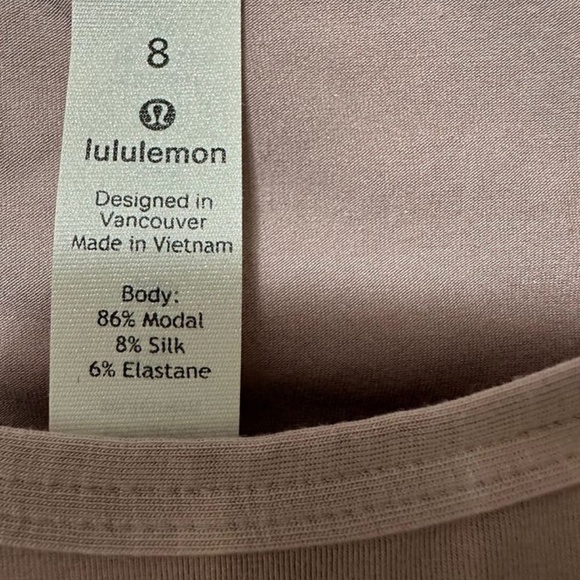 8
lululemon
Designed in
Vancouver
Made in Vietnam
Body:
86% Modal
8% Silk
6% Elastane